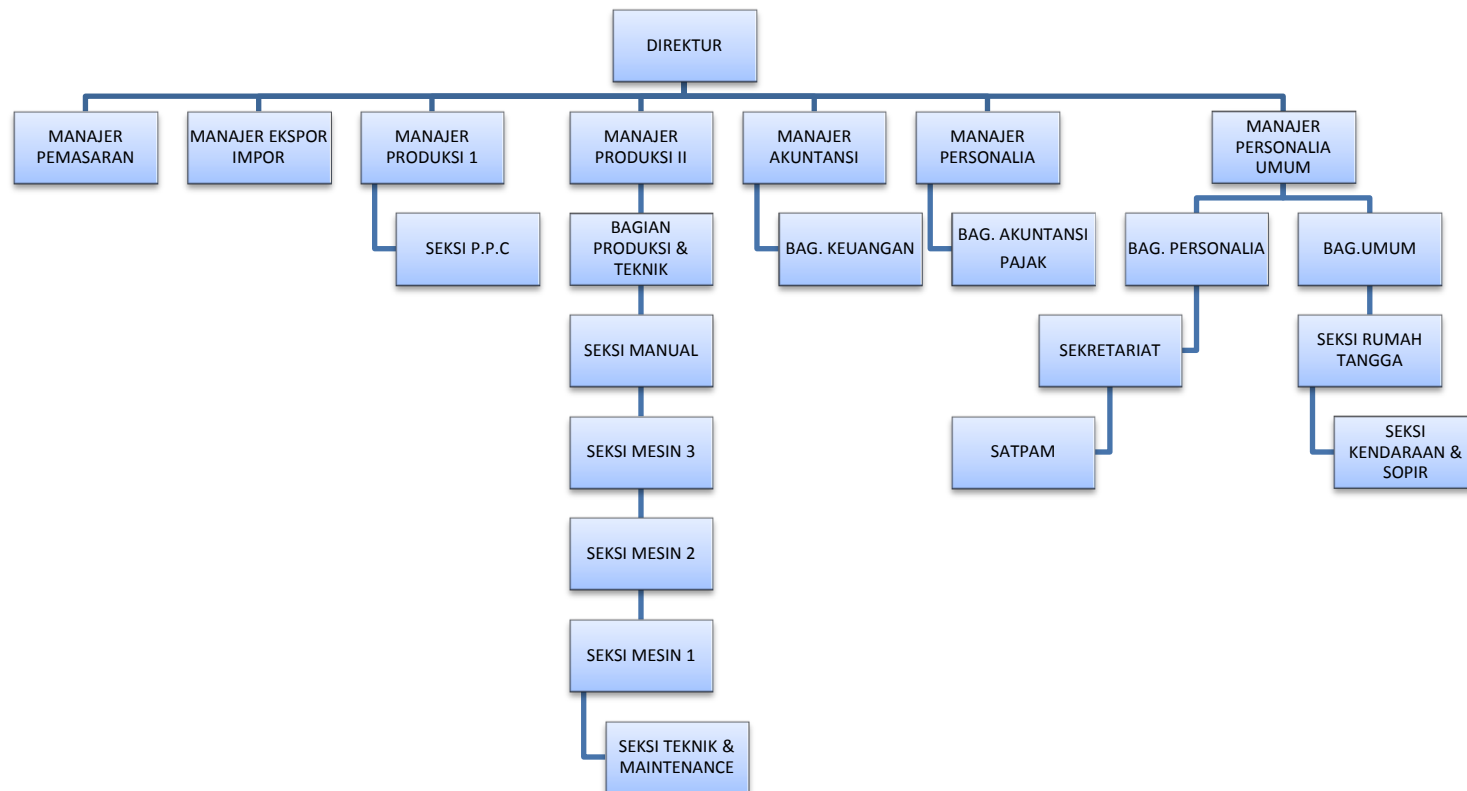 DIREKTUR
MANAJER
PEMASARAN
MANAJER EKSPOR
IMPOR
MANAJER
PRODUKSI 1
MANAJER
PRODUKSI II
MANAJER
AKUNTANSI
MANAJER
PERSONALIA
MANAJER
PERSONALIA
UMUM
SEKSI P.P.C
BAGIAN
PRODUKSI &
TEKNIK
BAG. KEUANGAN
BAG. AKUNTANSI
PAJAK
BAG. PERSONALIA
BAG.UMUM
SEKSI MANUAL
SEKRETARIAT
SEKSI RUMAH
TANGGA
SEKSI MESIN 3
SATPAM
SEKSI
KENDARAAN &
SOPIR
SEKSI MESIN 2
SEKSI MESIN 1
SEKSI TEKNIK &
MAINTENANCE